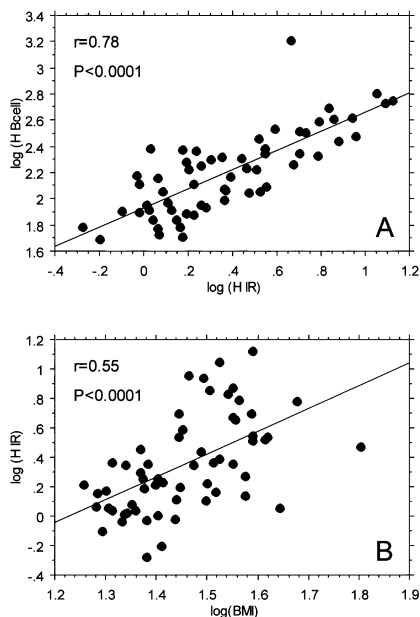 3.4
3.2
3
2.8
2.6
2.4
2.2
2
1.8
1.6
log (H Bcell)
r=0.78
P<0.0001
A
-.4 -.2 0 .2 .4 .6 .8 1 1.2
log (H IR)
1.2
1
.8
.6
.4
.2
0
-.2
-.4
log (H IR)
r=0.55
P<0.0001
B
1.2 1.3 1.4 1.5 1.6 1.7 1.8 1.9
log(BMI)